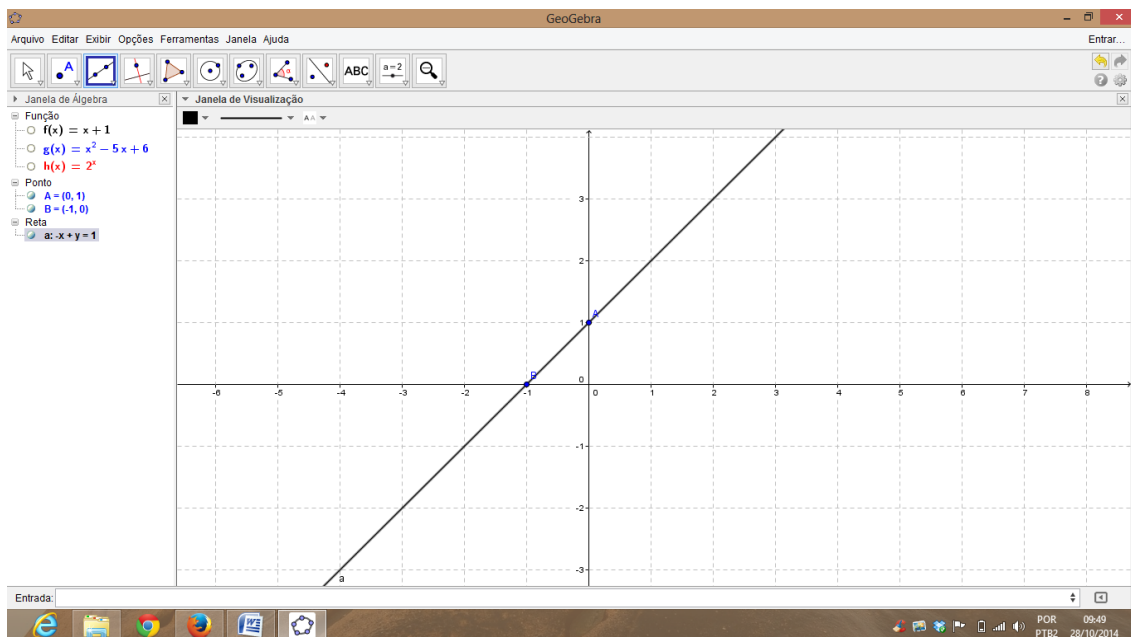 GeoGebra
Arquivo Editar Exibir Opções Ferramentas Janela Ajuda
Entrar...
A
α
ABC
a=2
Janela de Álgebra
Janela de Visualização
Função
f(x) = x + 1
g(x) = x² − 5 x + 6
h(x) = 2ˣ
Ponto
A = (0, 1)
B = (-1, 0)
Reta
a: -x + y = 1
A A
3
2
A
1
B
0
-6 -5 -4 -3 -2 -1 0 1 2 3 4 5 6 7 8
-1
-2
-3
a
Entrada:
POR 09:49
PTB2 28/10/2014